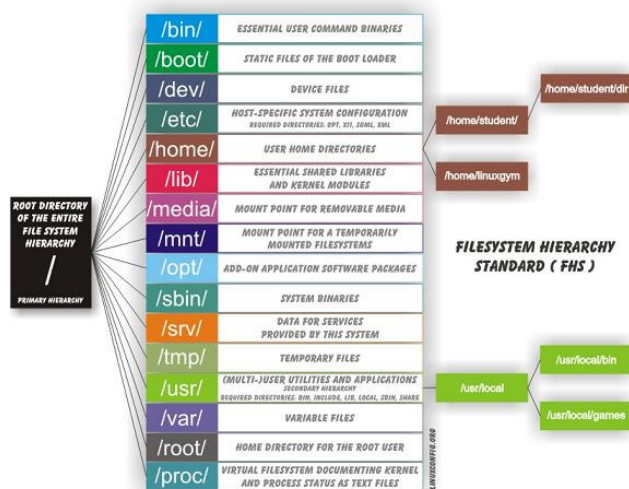 /bin/ ESSENTIAL USER COMMAND BINARIES
/boot/ STATIC FILES OF THE BOOT LOADER
/dev/ DEVICE FILES
/etc/ HOST-SPECIFIC SYSTEM CONFIGURATION
REQUIRED DIRECTORIES: OPT, XII, SGML, XML
/home/ USER HOME DIRECTORIES
/lib/ ESSENTIAL SHARED LIBRARIES
AND KERNEL MODULES
/media/ MOUNT POINT FOR REMOVABLE MEDIA
/mnt/ MOUNT POINT FOR A TEMPORARILY
MOUNTED FILESYSTEMS
/opt/ ADD-ON APPLICATION SOFTWARE PACKAGES
/sbin/ SYSTEM BINARIES
/srv/ DATA FOR SERVICES
PROVIDED BY THIS SYSTEM
/tmp/ TEMPORARY FILES
/usr/ (MULTI-)USER UTILITIES AND APPLICATIONS
SECONDARY HIERARCHY
REQUIRED DIRECTORIES: BIN, INCLUDE, LIB, LOCAL, SBIN, SHARE
/var/ VARIABLE FILES
/root/ HOME DIRECTORY FOR THE ROOT USER
/proc/ VIRTUAL FILESYSTEM DOCUMENTING KERNEL
AND PROCESS STATUS AS TEXT FILES
ROOT DIRECTORY
OF THE ENTIRE
FILE SYSTEM
HIERARCHY
/
PRIMARY HIERARCHY
/home/student/
/home/student/dir
/home/linuxgym
FILESYSTEM HIERARCHY
STANDARD ( FHS )
/usr/local
/usr/local/bin
/usr/local/games
LINUXCONFIG.ORG